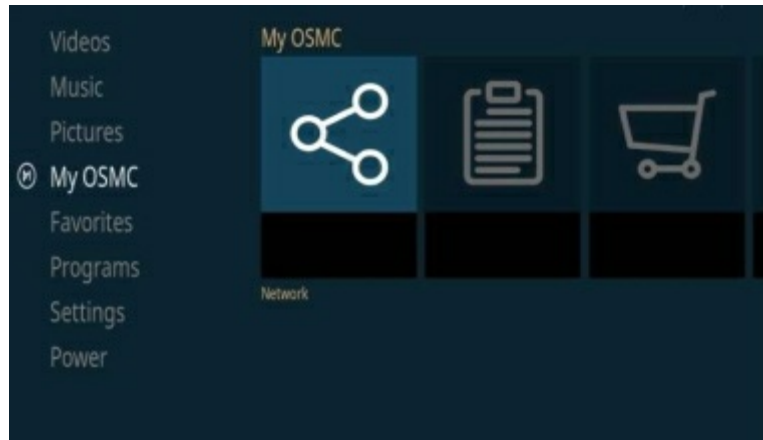 Videos
Music
Pictures
My OSMC
Favorites
Programs
Settings
Power
My OSMC
Network